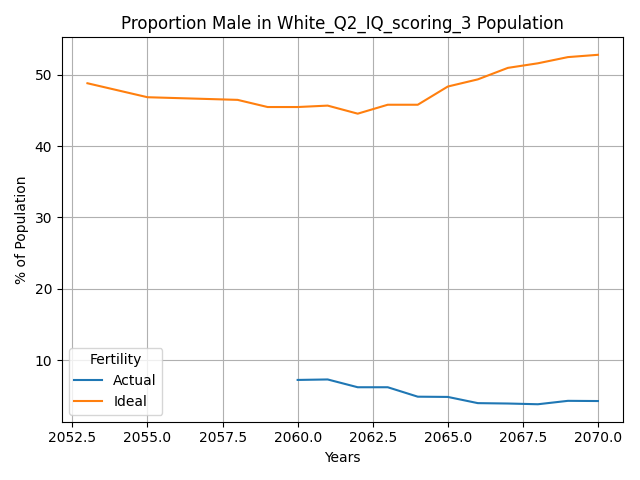 Proportion Male in White_Q2_IQ_scoring_3 Population
% of Population
50
40
30
20
10
Fertility
Actual
Ideal
2052.5 2055.0 2057.5 2060.0 2062.5 2065.0 2067.5 2070.0
Years